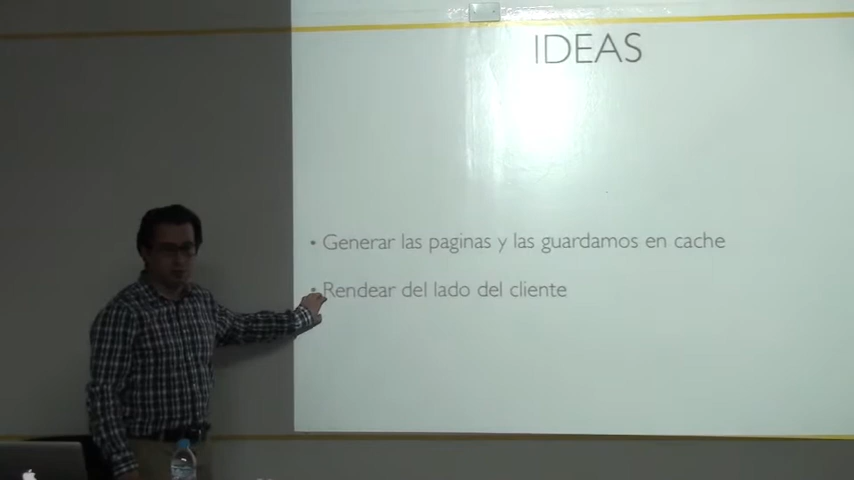 IDEAS
• Generar las paginas y las guardamos en cache
• Rendear del lado del cliente